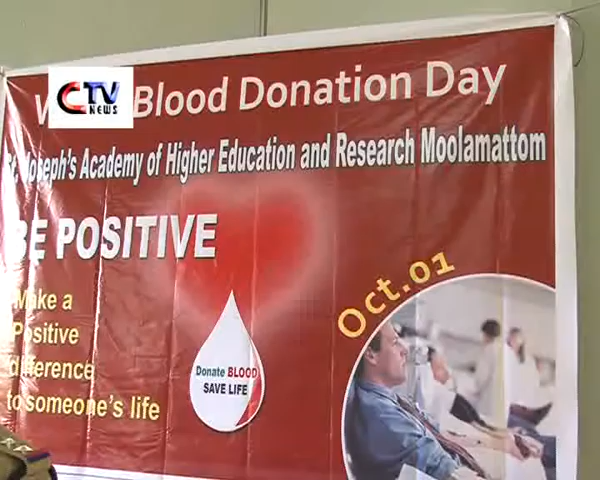 CTV
NEWS
Blood Donation Day
St. Joseph's Academy of Higher Education and Research Moolamattom
BE POSITIVE
Oct.01
Make a
Positive
difference
to someone's life
Donate BLOOD
SAVE LIFE